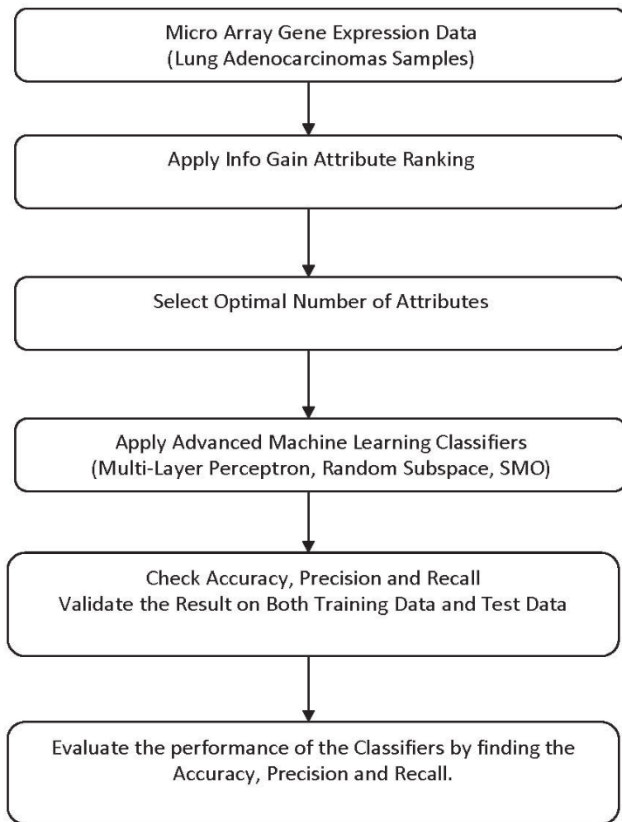 Micro Array Gene Expression Data
(Lung Adenocarcinomas Samples)
Apply Info Gain Attribute Ranking
Select Optimal Number of Attributes
Apply Advanced Machine Learning Classifiers
(Multi-Layer Perceptron, Random Subspace, SMO)
Check Accuracy, Precision and Recall
Validate the Result on Both Training Data and Test Data
Evaluate the performance of the Classifiers by finding the
Accuracy, Precision and Recall.